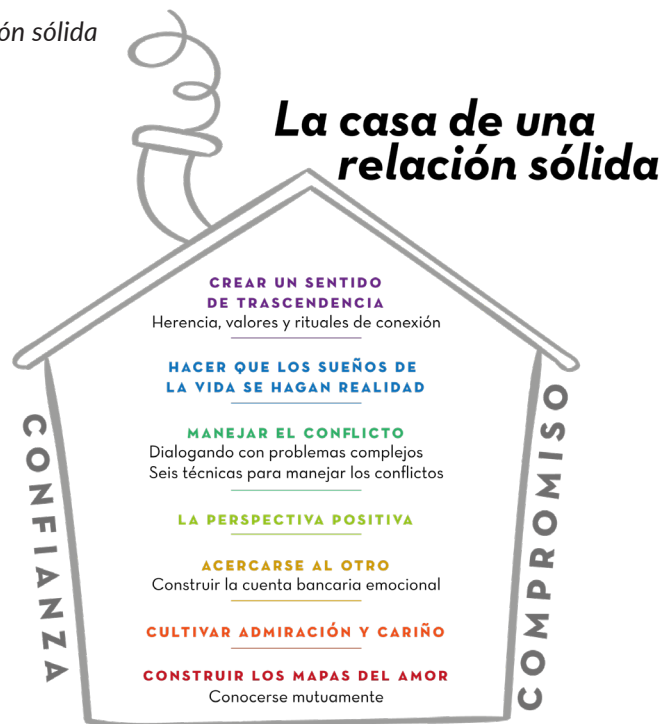 ón sólida
La casa de una
relación sólida
CREAR UN SENTIDO
DE TRASCENDENCIA
Herencia, valores y rituales de conexión
HACER QUE LOS SUEÑOS DE
LA VIDA SE HAGAN REALIDAD
MANEJAR EL CONFLICTO
Dialogando con problemas complejos
Seis técnicas para manejar los conflictos
LA PERSPECTIVA POSITIVA
ACERCARSE AL OTRO
Construir la cuenta bancaria emocional
CULTIVAR ADMIRACIÓN Y CARIÑO
CONSTRUIR LOS MAPAS DEL AMOR
Conocerse mutuamente
CONFIANZA
COMPROMISO